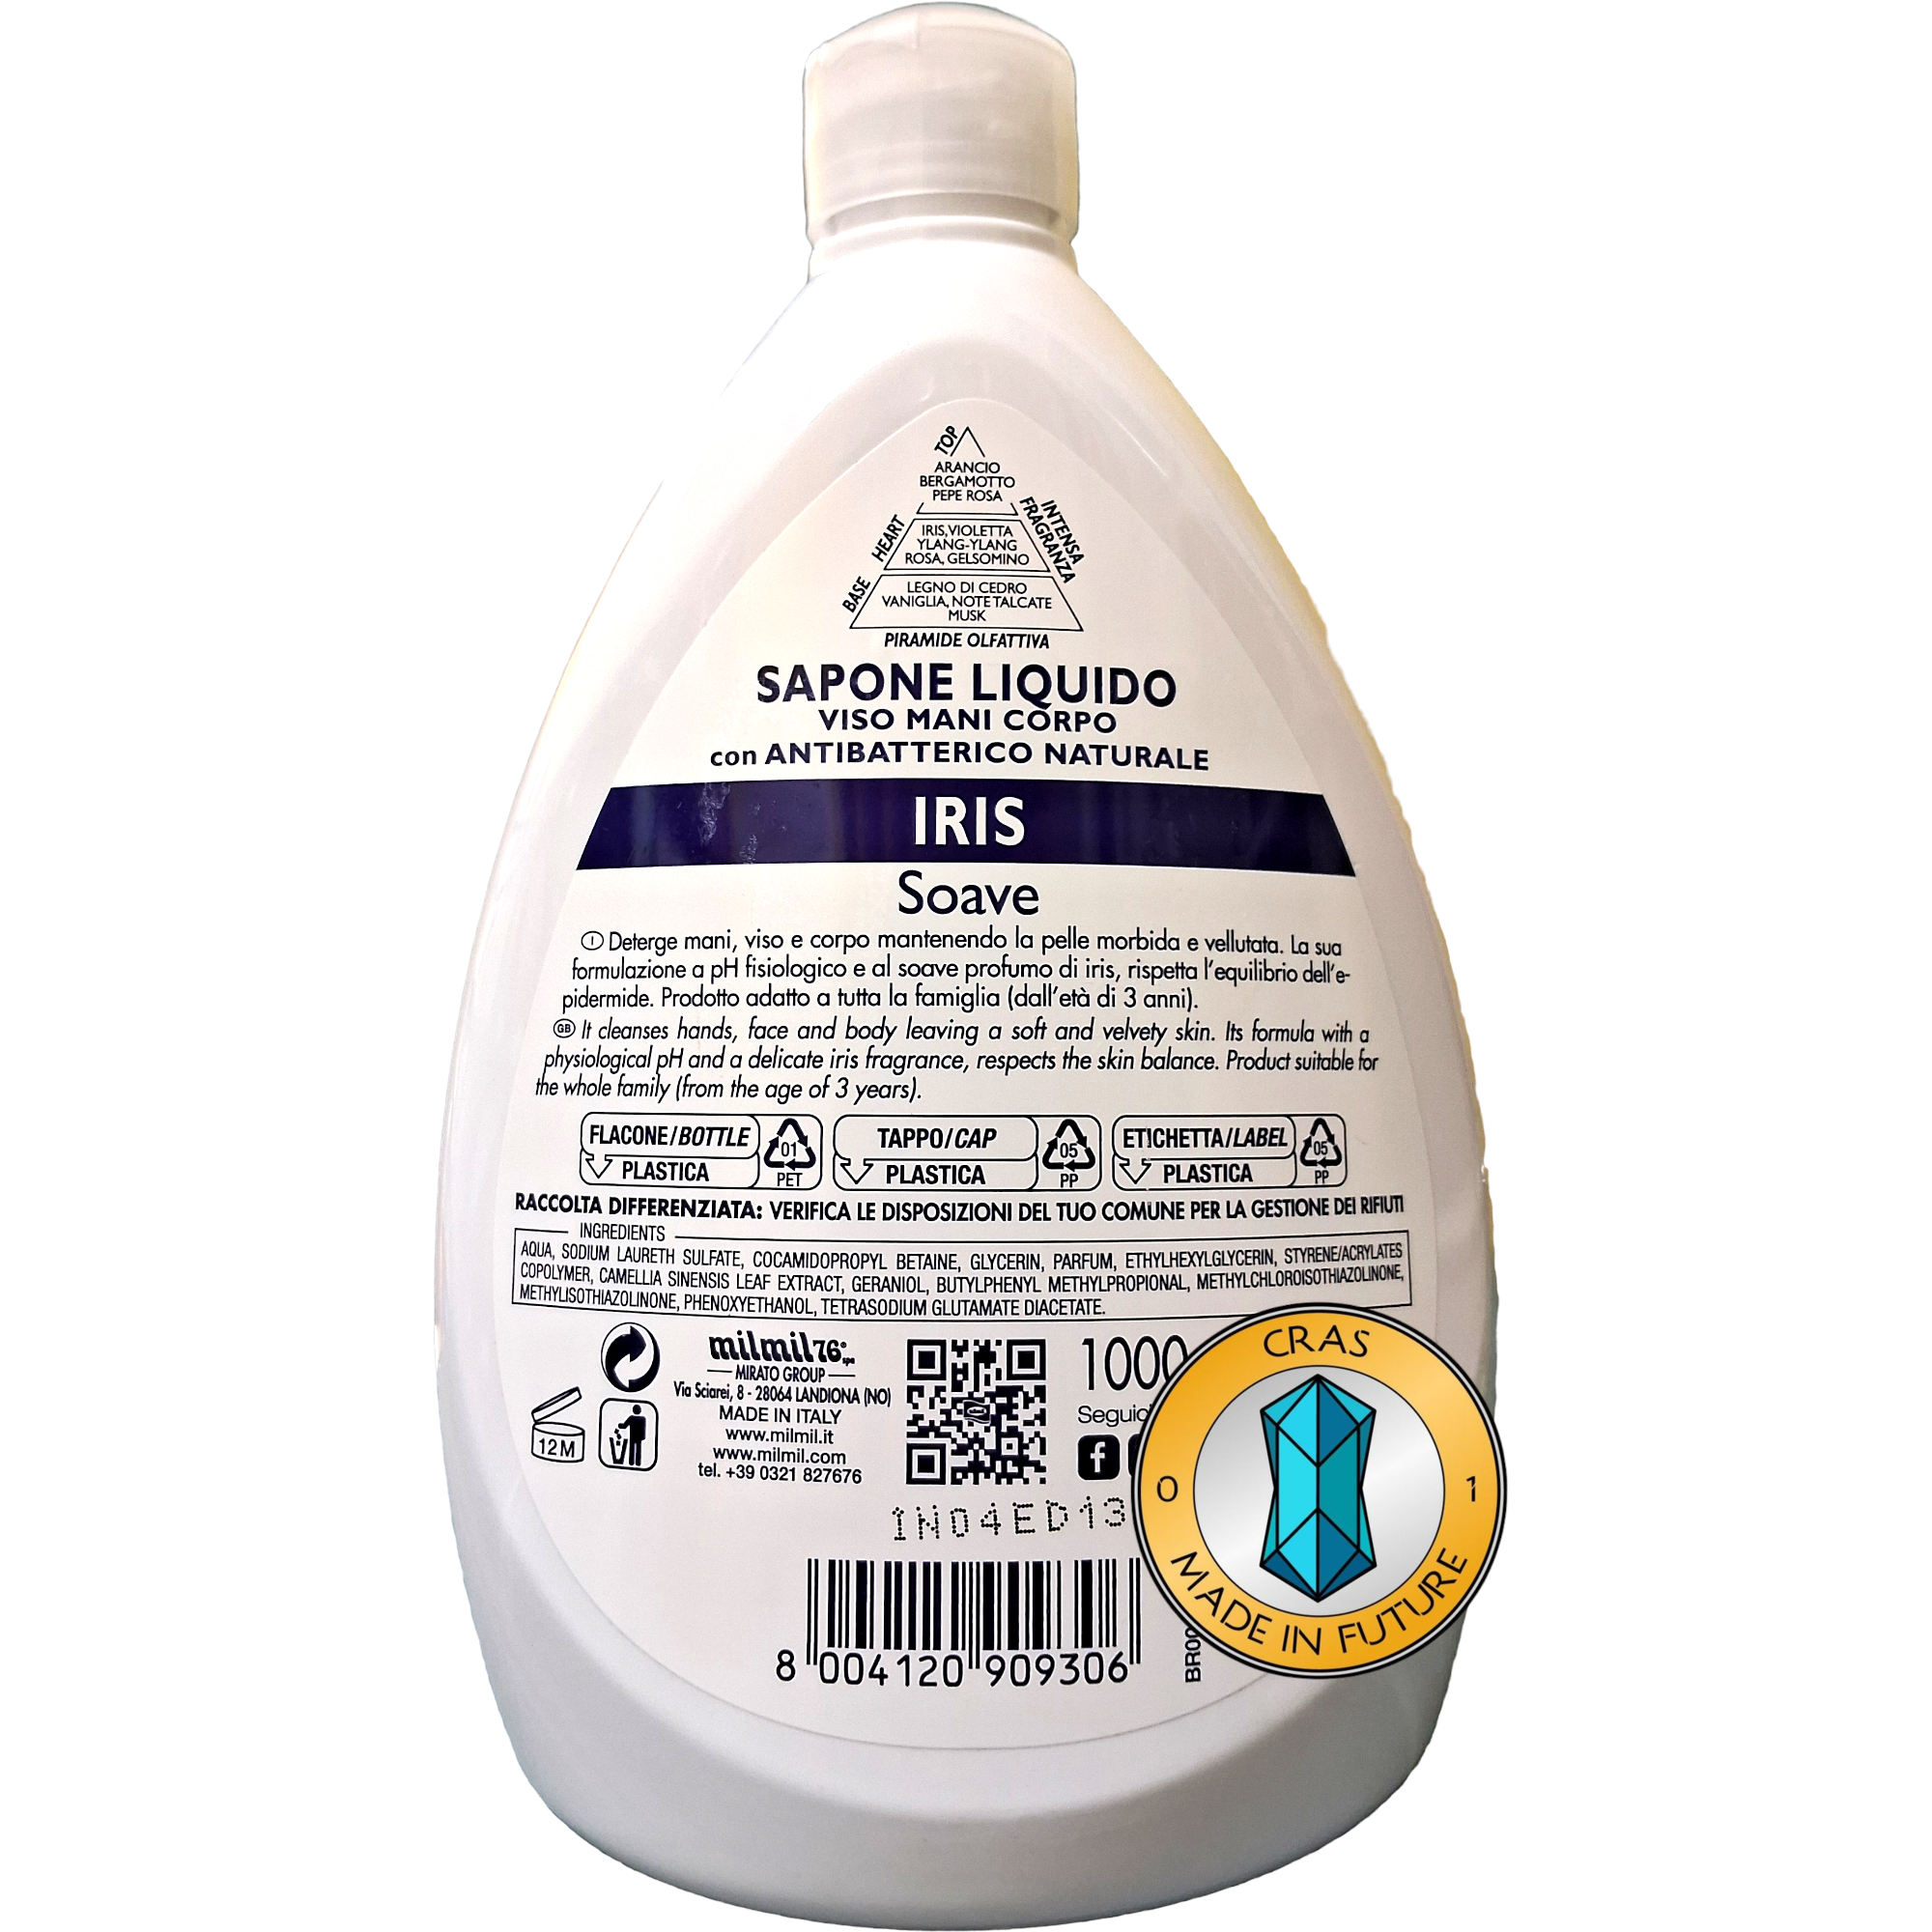 TOP
ARANCIO
BERGAMOTTO
PEPE ROSA
INTENSA
FRAGRANZA
HEART
IRIS, VIOLETTA
YLANG-YLANG
ROSA, GELSOMINO
BASE
LEGNO DI CEDRO
VANIGLIA, NOTE TALCATE
MUSK
PIRAMIDE OLFATTIVA
SAPONE LIQUIDO
VISO MANI CORPO
con ANTIBATTERICO NATURALE
IRIS
Soave
I Deterge mani, viso e corpo mantenendo la pelle morbida e vellutata. La sua
formulazione a pH fisiologico e al soave profumo di iris, rispetta l'equilibrio dell'e-
pidermide. Prodotto adatto a tutta la famiglia (dall'età di 3 anni).
GB It cleanses hands, face and body leaving a soft and velvety skin. Its formula with a
physiological pH and a delicate iris fragrance, respects the skin balance. Product suitable for
the whole family (from the age of 3 years).
FLACONE/BOTTLE
PLASTICA
01
PET
TAPPO/CAP
PLASTICA
05
PP
ETICHETTA/LABEL
PLASTICA
05
PP
RACCOLTA DIFFERENZIATA: VERIFICA LE DISPOSIZIONI DEL TUO COMUNE PER LA GESTIONE DEI RIFIUTI
INGREDIENTS
AQUA, SODIUM LAURETH SULFATE, COCAMIDOPROPYL BETAINE, GLYCERIN, PARFUM, ETHYLHEXYLGLYCERIN, STYRENE/ACRYLATES
COPOLYMER, CAMELLIA SINENSIS LEAF EXTRACT, GERANIOL, BUTYLPHENYL METHYLPROPIONAL, METHYLCHLOROISOTHIAZOLINONE,
METHYLISOTHIAZOLINONE, PHENOXYETHANOL, TETRASODIUM GLUTAMATE DIACETATE.
12M
milmil76 spa
MIRATO GROUP
Via Sciarei, 8 - 28064 LANDIONA (NO)
MADE IN ITALY
www.milmil.it
www.milmil.com
tel. +39 0321 827676
1000
f
1N04ED13
8 004120 909306
CRAS
0 1
MADE IN FUTURE